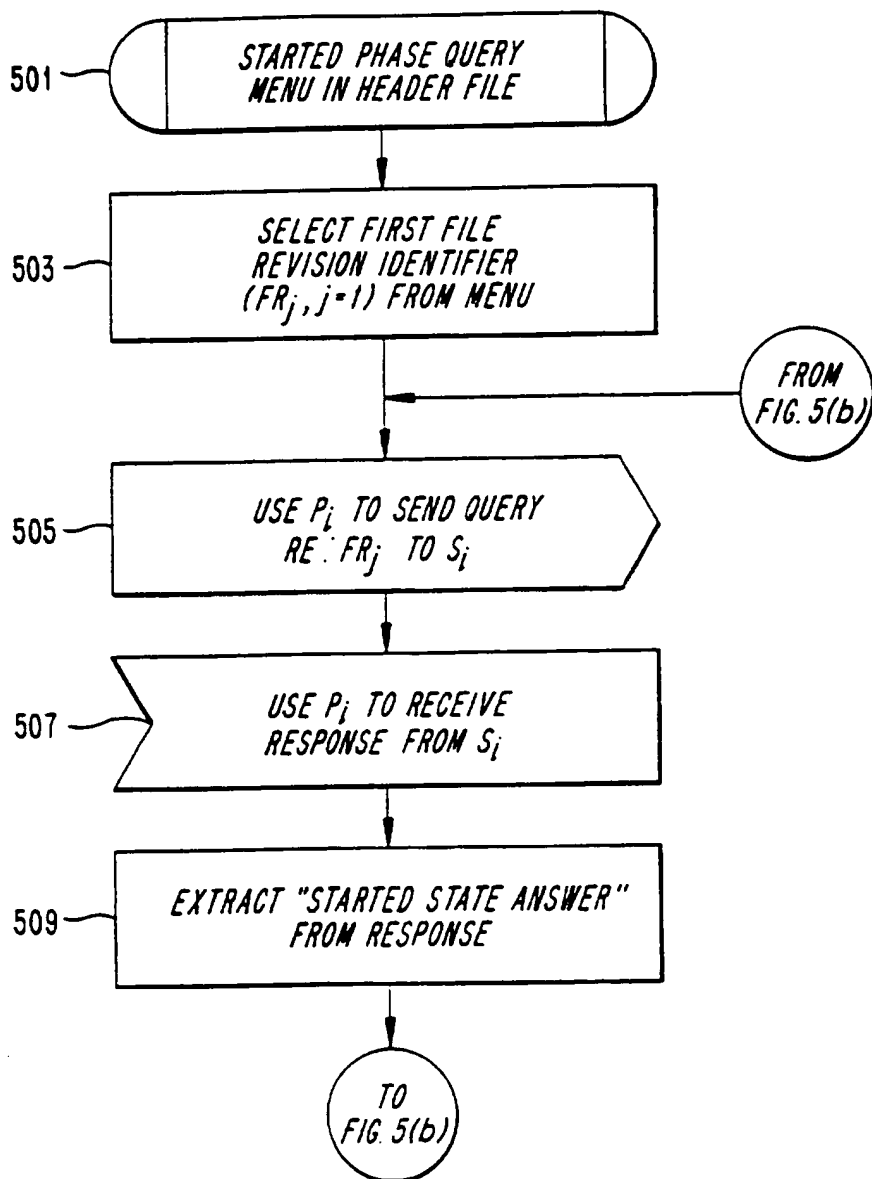 501
STARTED PHASE QUERY
MENU IN HEADER FILE
503
SELECT FIRST FILE
REVISION IDENTIFIER
(FRj, j=1) FROM MENU
FROM
FIG. 5(b)
505
USE Pi TO SEND QUERY
RE: FRj TO Si
507
USE Pi TO RECEIVE
RESPONSE FROM Si
509
EXTRACT "STARTED STATE ANSWER"
FROM RESPONSE
TO
FIG. 5(b)